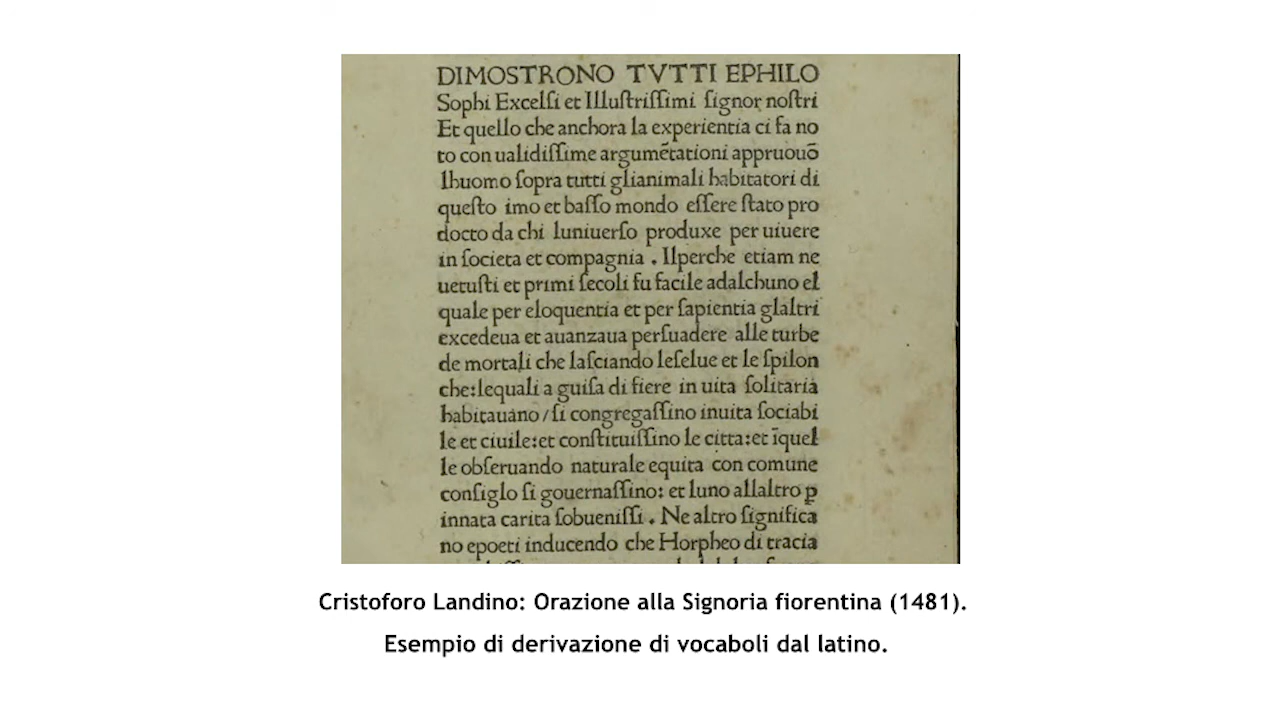 DIMOSTRONO TVTTI EPHILO
Sophi Excelſi et Illuſtriſſimi ſignor noſtri
Et quello che anchora la experientia ci fa no
to con ualidiſſime argumētationi appruouō
lhuomo ſopra tutti glianimali habitatori di
queſto imo et baſſo mondo eſſere ſtato pro
docto da chi luniuerſo produxe per uiuere
in ſocieta et compagnia . Ilperche etiam ne
uetuſti et primi ſecoli fu facile adalchuno el
quale per eloquentia et per ſapientia glaltri
excedeua et auanzaua perſuadere alle turbe
de mortali che laſciando leſelue et le ſpilon
che:lequali a guiſa di fiere in uita ſolitaria
habitauano / ſi congregaſſino inuita ſociabi
le et ciuile:et conſtituiſſino le citta:et īquel
le obſeruando naturale equita con comune
conſiglo ſi gouernaſſino: et luno allaltro ꝑ
innata carita ſobueniſſi . Ne altro ſignifica
no epoeti inducendo che Horpheo di tracia
Cristoforo Landino: Orazione alla Signoria fiorentina (1481).
Esempio di derivazione di vocaboli dal latino.